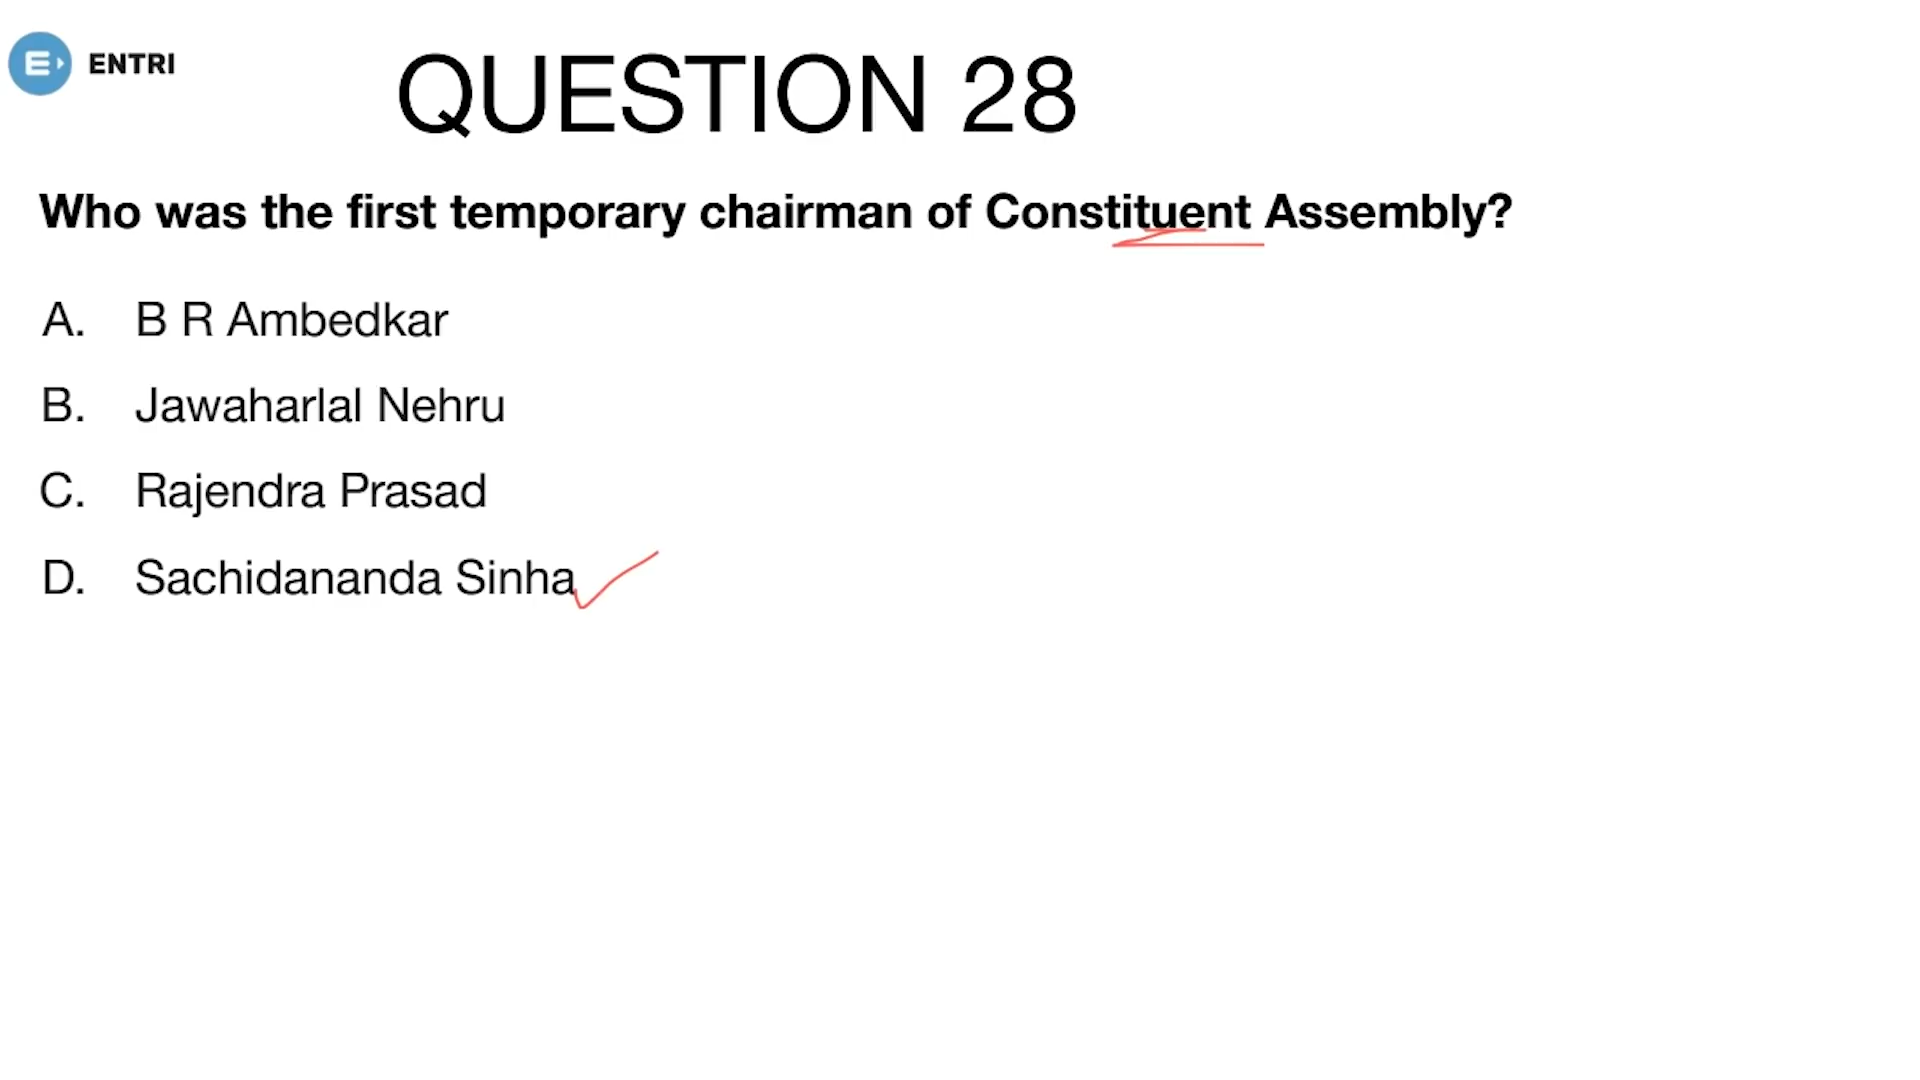 ENTRI
QUESTION 28
Who was the first temporary chairman of Constituent Assembly?
A. B R Ambedkar
B. Jawaharlal Nehru
C. Rajendra Prasad
D. Sachidananda Sinha